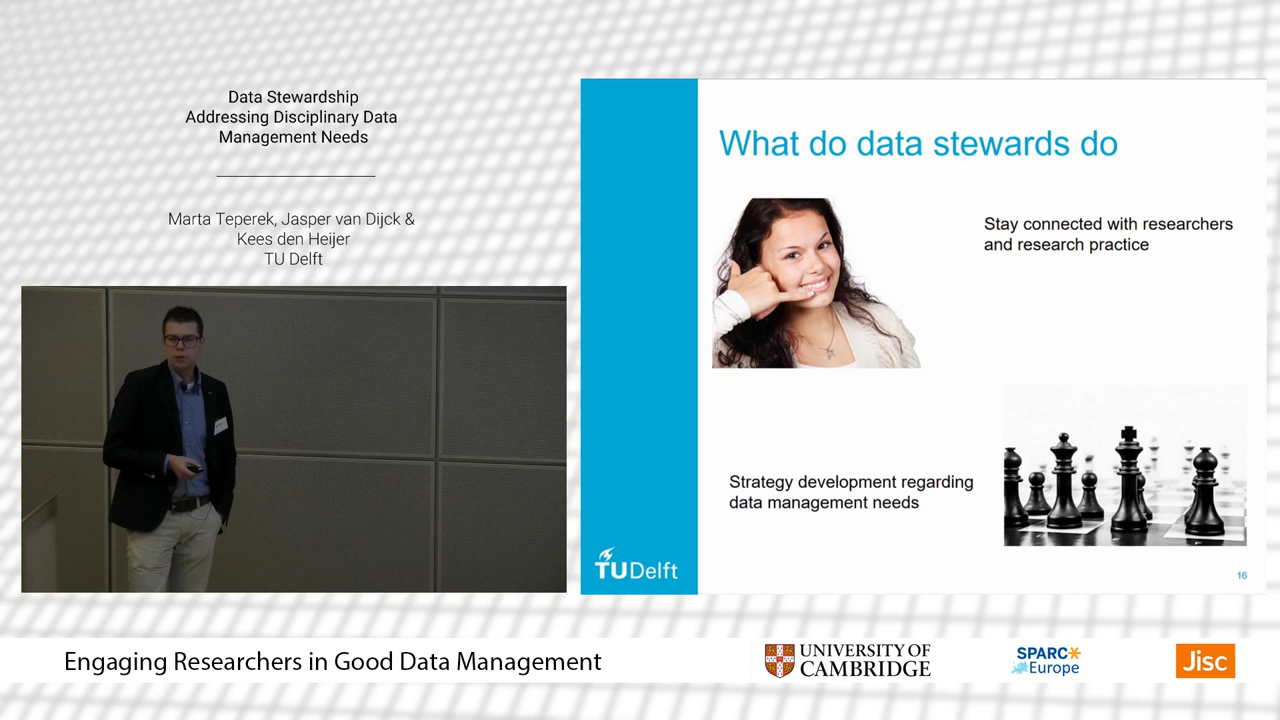 Data Stewardship
Addressing Disciplinary Data
Management Needs
Marta Teperek, Jasper van Dijck &
Kees den Heijer
TU Delft
What do data stewards do
Stay connected with researchers
and research practice
Strategy development regarding
data management needs
TUDelft
16
Engaging Researchers in Good Data Management
UNIVERSITY OF
CAMBRIDGE
SPARC
Europe
Jisc